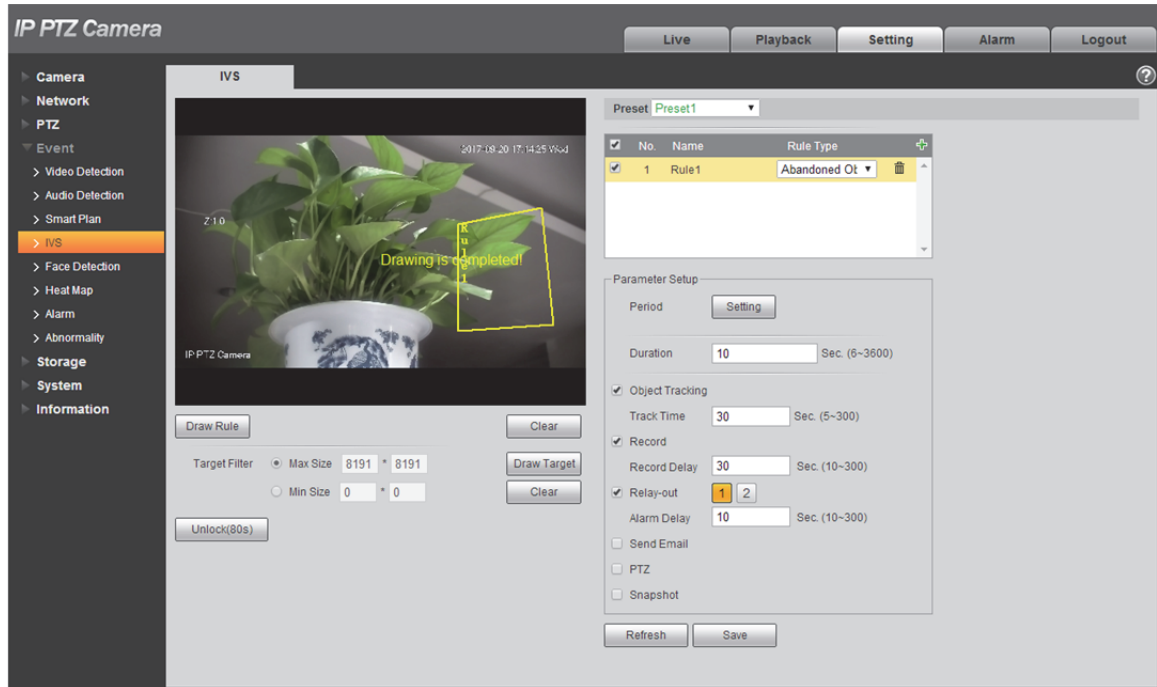 IP PTZ Camera
Live Playback Setting Alarm Logout
Camera
Network
PTZ
Event
Video Detection
Audio Detection
Smart Plan
IVS
Face Detection
Heat Map
Alarm
Abnormality
Storage
System
Information
IVS
?
2017-09-20 17:14:25 Wed
Z 1.0
Rule1
Drawing is completed!
IP PTZ Camera
Draw Rule Clear
Target Filter Max Size 8191 * 8191 Draw Target
Min Size 0 * 0 Clear
Unlock(80s)
Preset Preset1
No. Name Rule Type
1 Rule1 Abandoned Ob
Parameter Setup
Period Setting
Duration 10 Sec. (6~3600)
Object Tracking
Track Time 30 Sec. (5~300)
Record
Record Delay 30 Sec. (10~300)
Relay-out 1 2
Alarm Delay 10 Sec. (10~300)
Send Email
PTZ
Snapshot
Refresh Save